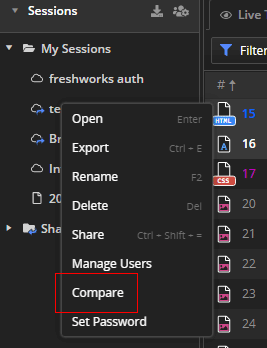 Sessions
Live
My Sessions
Filter
freshworks auth
#
te
Open Enter
15
HTML
Br
Export Ctrl + E
16
A
In
Rename F2
17
CSS
20
Delete Del
20
Sha
Share Ctrl + Shift + =
21
Manage Users
22
Compare
23
Set Password
24